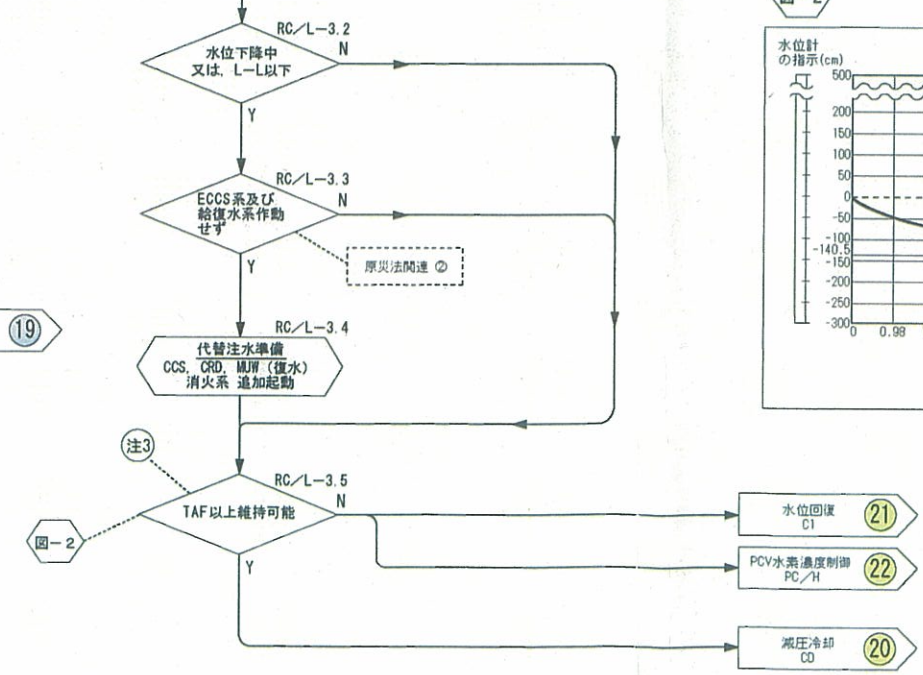 RC/L-3.2
水位下降中
又は, L-L以下
N
Y
RC/L-3.3
ECCS系及び
給復水系作動
せず
N
Y
原災法関連 ②
19
RC/L-3.4
代替注水準備
CCS, CRD, MUW (復水)
消火系 追加起動
注3
RC/L-3.5
TAF以上維持可能
N
Y
図-2
水位回復
C1
21
PCV水素濃度制御
PC/H
22
減圧冷却
CD
20
図-2
水位計
の指示(cm)
500
200
150
100
50
0
-50
-100
-140.5
-150
-200
-250
-300
0 0.98